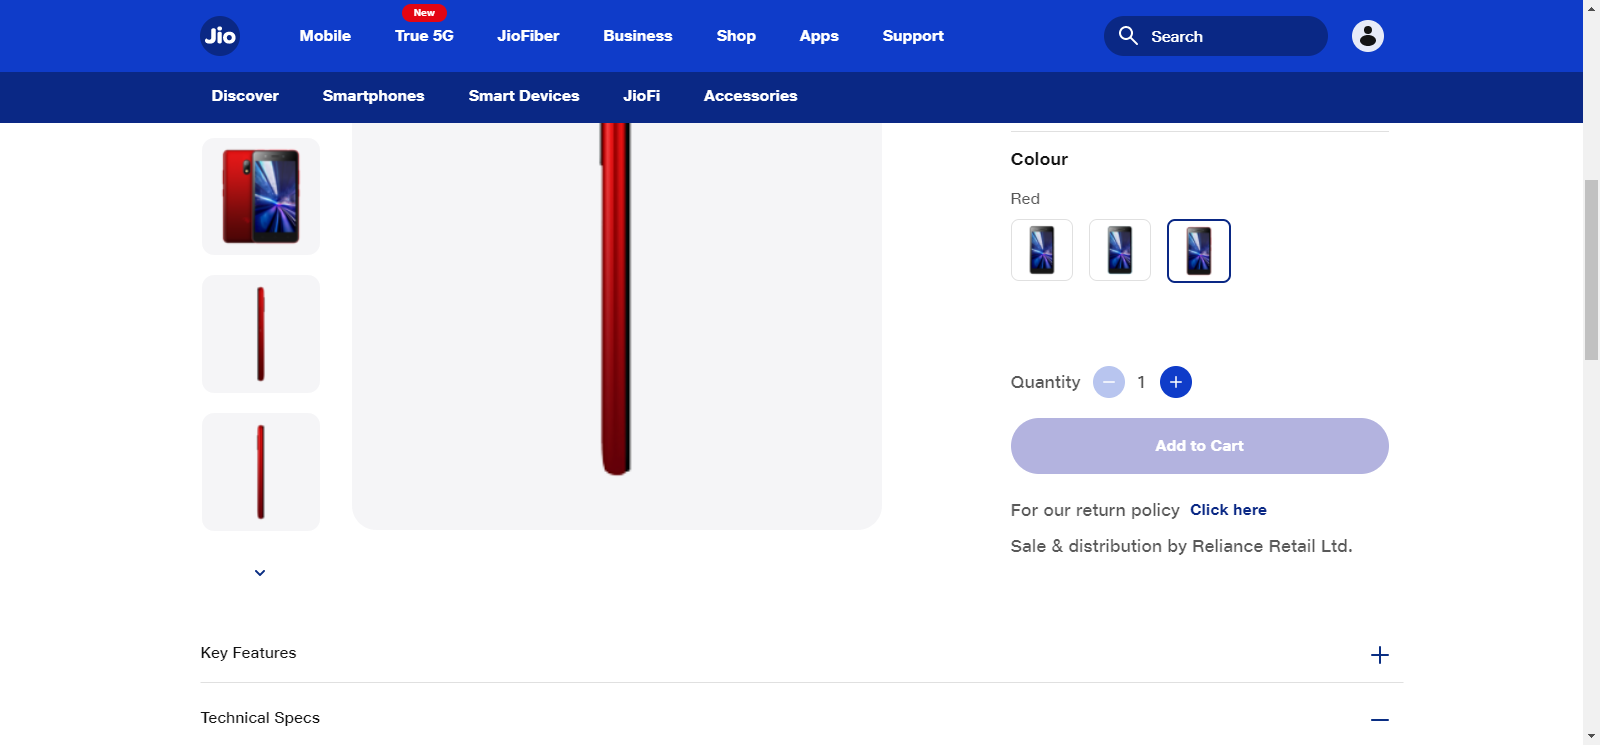 New
Jio Mobile True 5G JioFiber Business Shop Apps Support Search
Discover Smartphones Smart Devices JioFi Accessories
Colour
Red
Quantity 1
Add to Cart
For our return policy Click here
Sale & distribution by Reliance Retail Ltd.
Key Features
Technical Specs